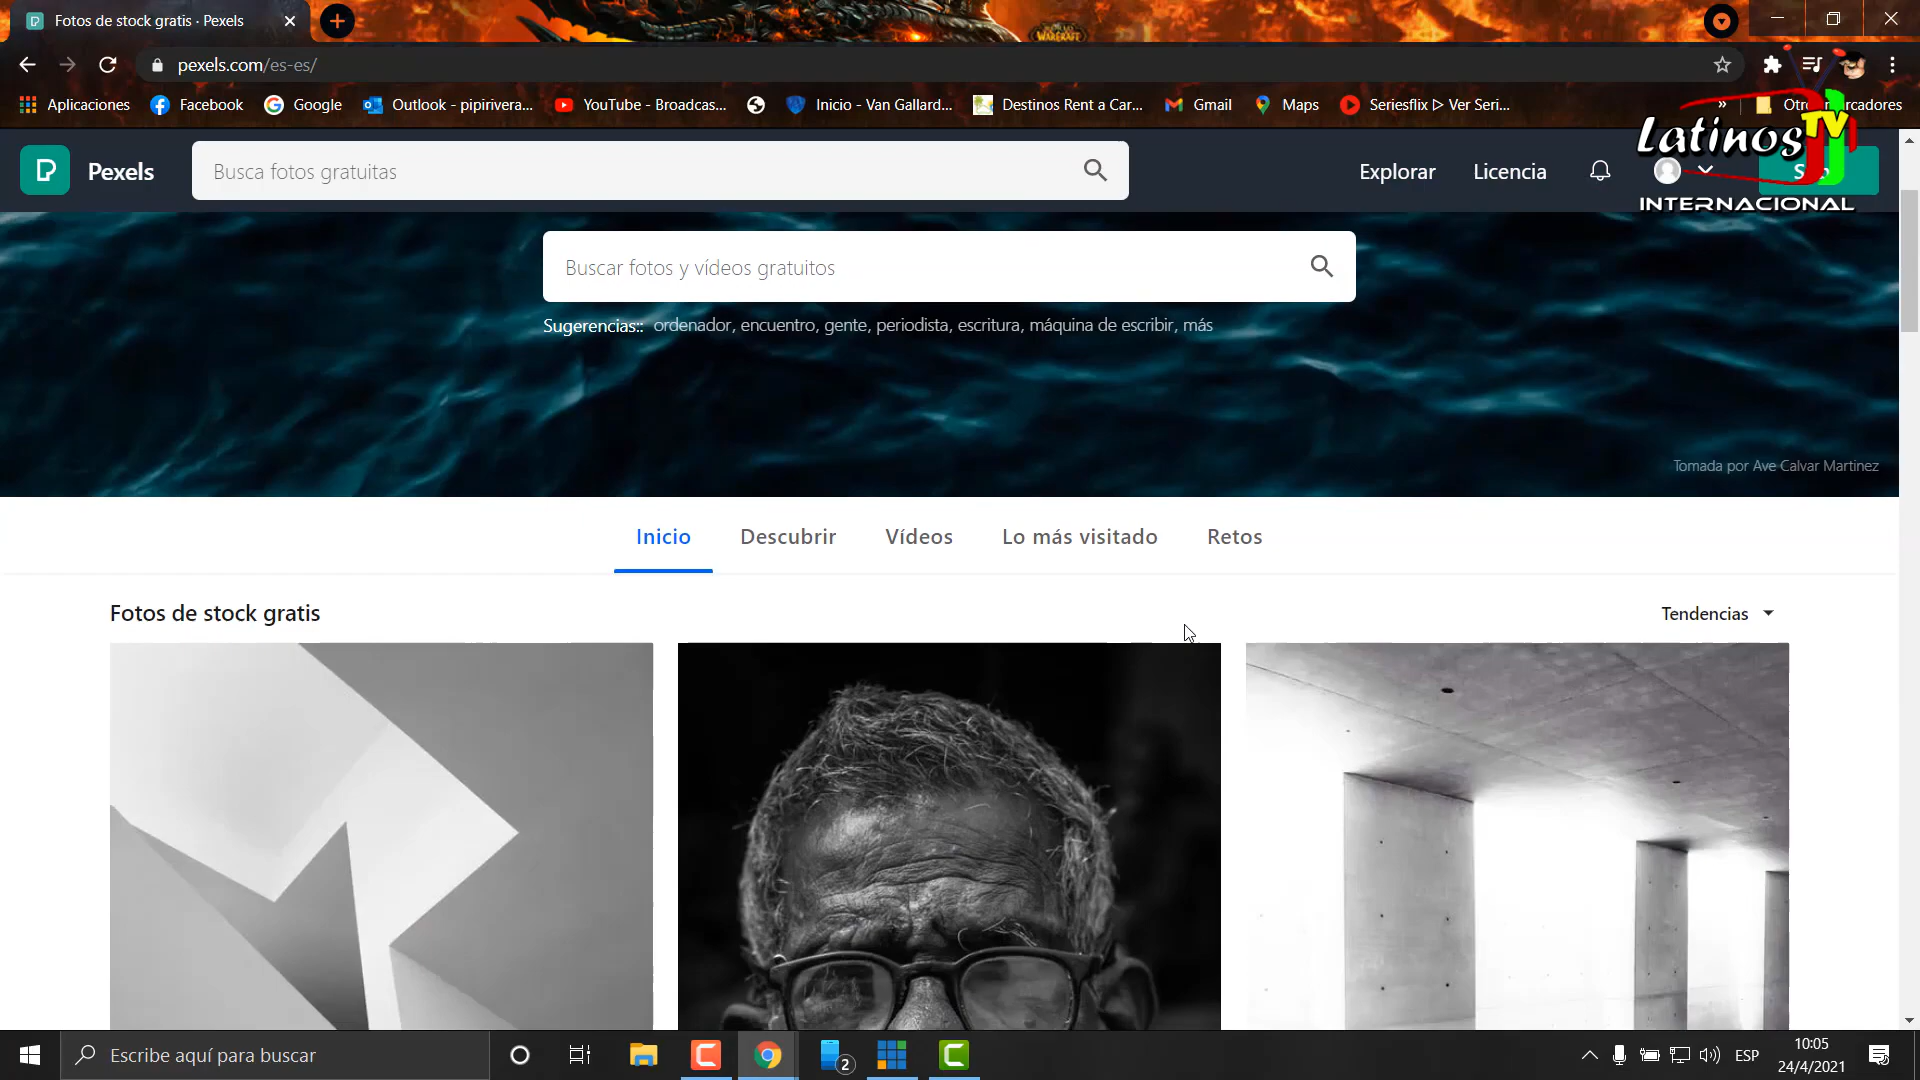 Fotos de stock gratis · Pexels
WARCRAFT
pexels.com/es-es/
Aplicaciones Facebook Google Outlook - pipirivera... YouTube - Broadcas... Inicio - Van Gallard... Destinos Rent a Car... Gmail Maps Seriesflix ▷ Ver Seri... »
Latinos TV
INTERNACIONAL
Pexels Busca fotos gratuitas Explorar Licencia
Buscar fotos y vídeos gratuitos
Sugerencias:: ordenador, encuentro, gente, periodista, escritura, máquina de escribir, más
Tomada por Ave Calvar Martinez
Inicio Descubrir Vídeos Lo más visitado Retos
Fotos de stock gratis Tendencias
Escribe aquí para buscar 2 ESP 10:05
24/4/2021